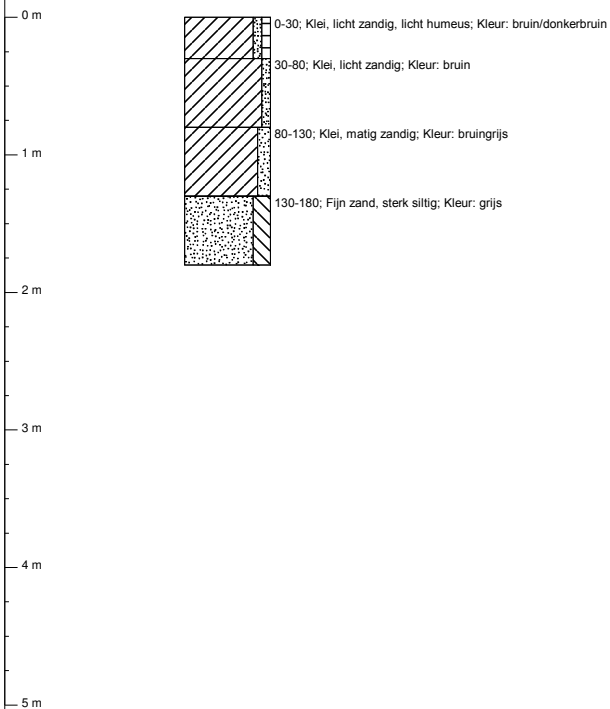 0 m
0-30; Klei, licht zandig, licht humeus; Kleur: bruin/donkerbruin
30-80; Klei, licht zandig; Kleur: bruin
80-130; Klei, matig zandig; Kleur: bruingrijs
1 m
130-180; Fijn zand, sterk siltig; Kleur: grijs
2 m
3 m
4 m
5 m